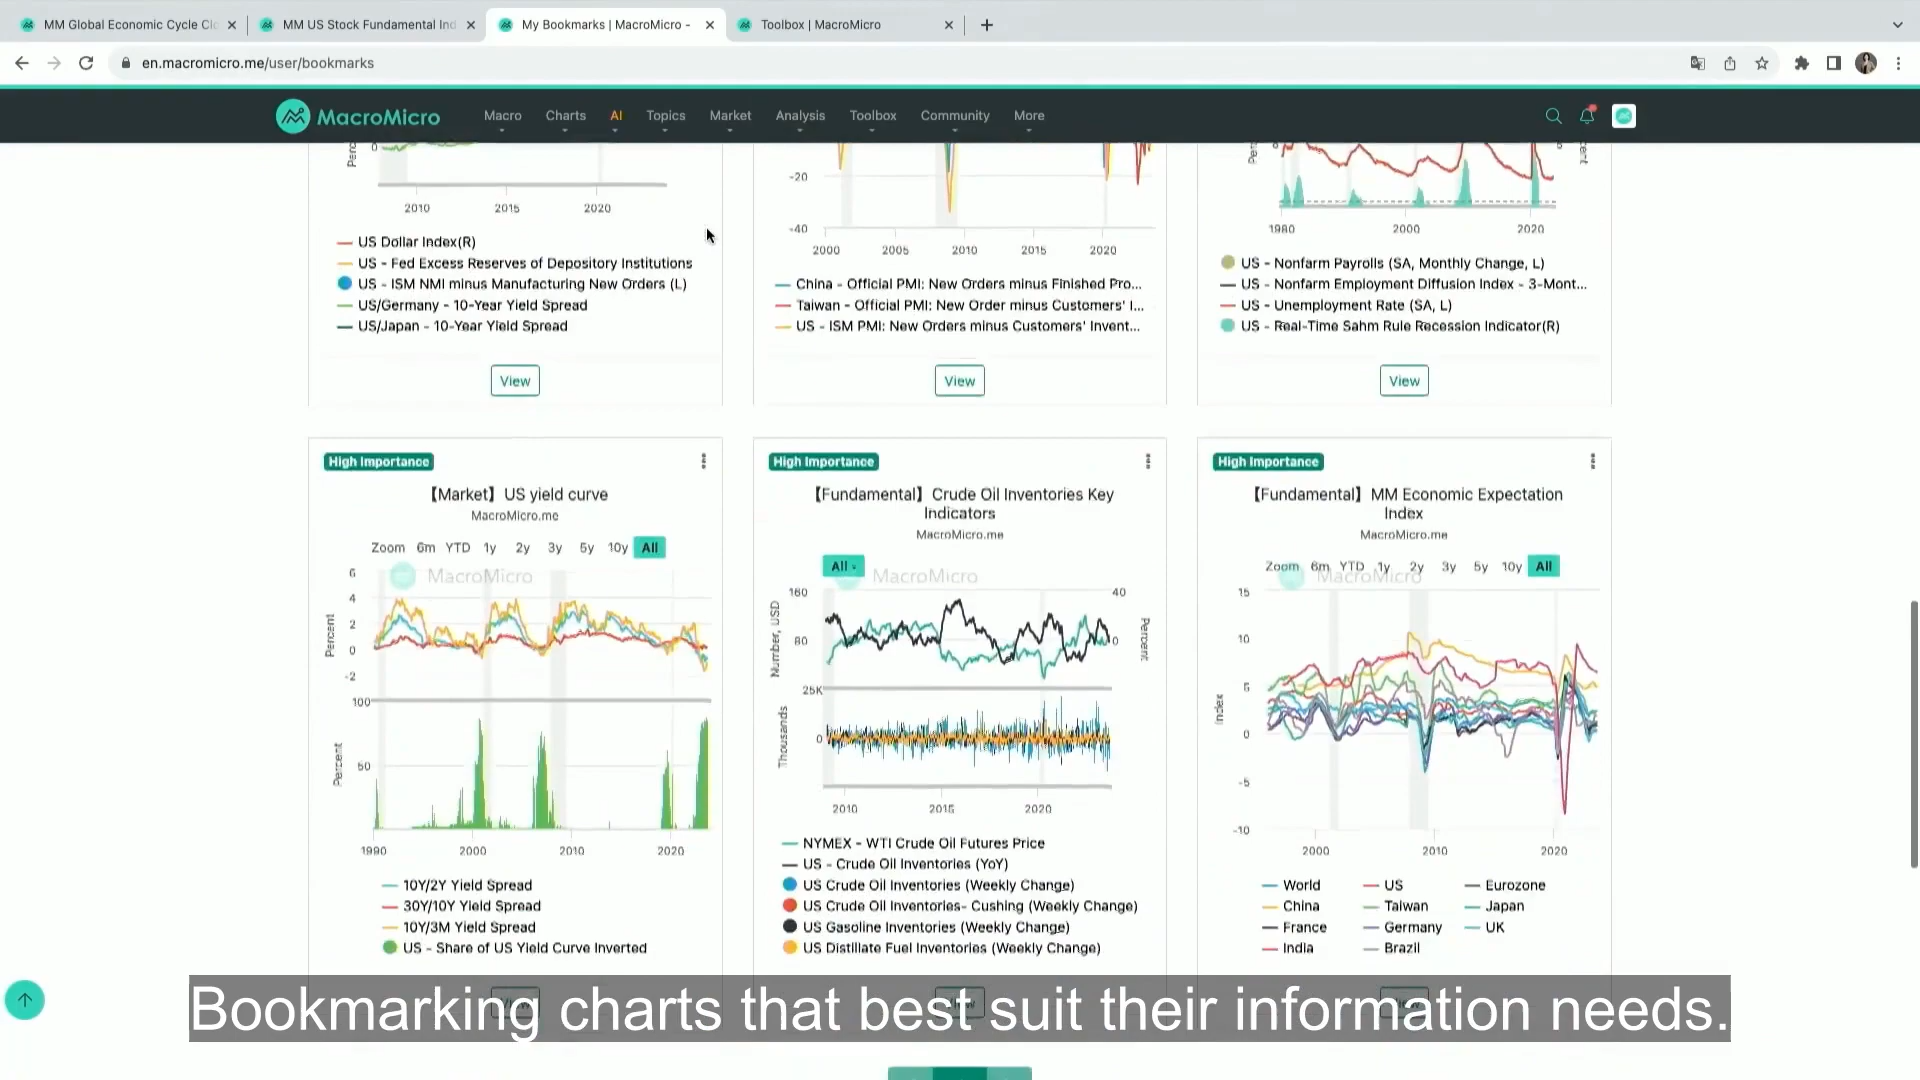 MM Global Economic Cycle Clo
MM US Stock Fundamental Ind
My Bookmarks | MacroMicro -
Toolbox | MacroMicro
en.macromicro.me/user/bookmarks
MacroMicro
Macro
Charts
AI
Topics
Market
Analysis
Toolbox
Community
More
0
2010 2015 2020
US Dollar Index(R)
US - Fed Excess Reserves of Depository Institutions
US - ISM NMI minus Manufacturing New Orders (L)
US/Germany - 10-Year Yield Spread
US/Japan - 10-Year Yield Spread
View
-20
-40
2000 2005 2010 2015 2020
China - Official PMI: New Orders minus Finished Pro...
Taiwan - Official PMI: New Order minus Customers' I...
US - ISM PMI: New Orders minus Customers' Invent...
View
1980 2000 2020
US - Nonfarm Payrolls (SA, Monthly Change, L)
US - Nonfarm Employment Diffusion Index - 3-Mont...
US - Unemployment Rate (SA, L)
US - Real-Time Sahm Rule Recession Indicator(R)
View
High Importance
【Market】US yield curve
MacroMicro.me
Zoom 6m YTD 1y 2y 3y 5y 10y All
MacroMicro
Percent
6
4
2
0
-2
Percent
100
50
1990 2000 2010 2020
10Y/2Y Yield Spread
30Y/10Y Yield Spread
10Y/3M Yield Spread
US - Share of US Yield Curve Inverted
High Importance
【Fundamental】Crude Oil Inventories Key
Indicators
MacroMicro.me
All
MacroMicro
Number, USD
160
80
40
0
Percent
Thousands
25K
0
2010 2015 2020
NYMEX - WTI Crude Oil Futures Price
US - Crude Oil Inventories (YoY)
US Crude Oil Inventories (Weekly Change)
US Crude Oil Inventories- Cushing (Weekly Change)
US Gasoline Inventories (Weekly Change)
US Distillate Fuel Inventories (Weekly Change)
High Importance
【Fundamental】MM Economic Expectation
Index
MacroMicro.me
Zoom 6m YTD 1y 2y 3y 5y 10y All
MacroMicro
Index
15
10
5
0
-5
-10
2000 2010 2020
World US Eurozone
China Taiwan Japan
France Germany UK
India Brazil
Bookmarking charts that best suit their information needs.